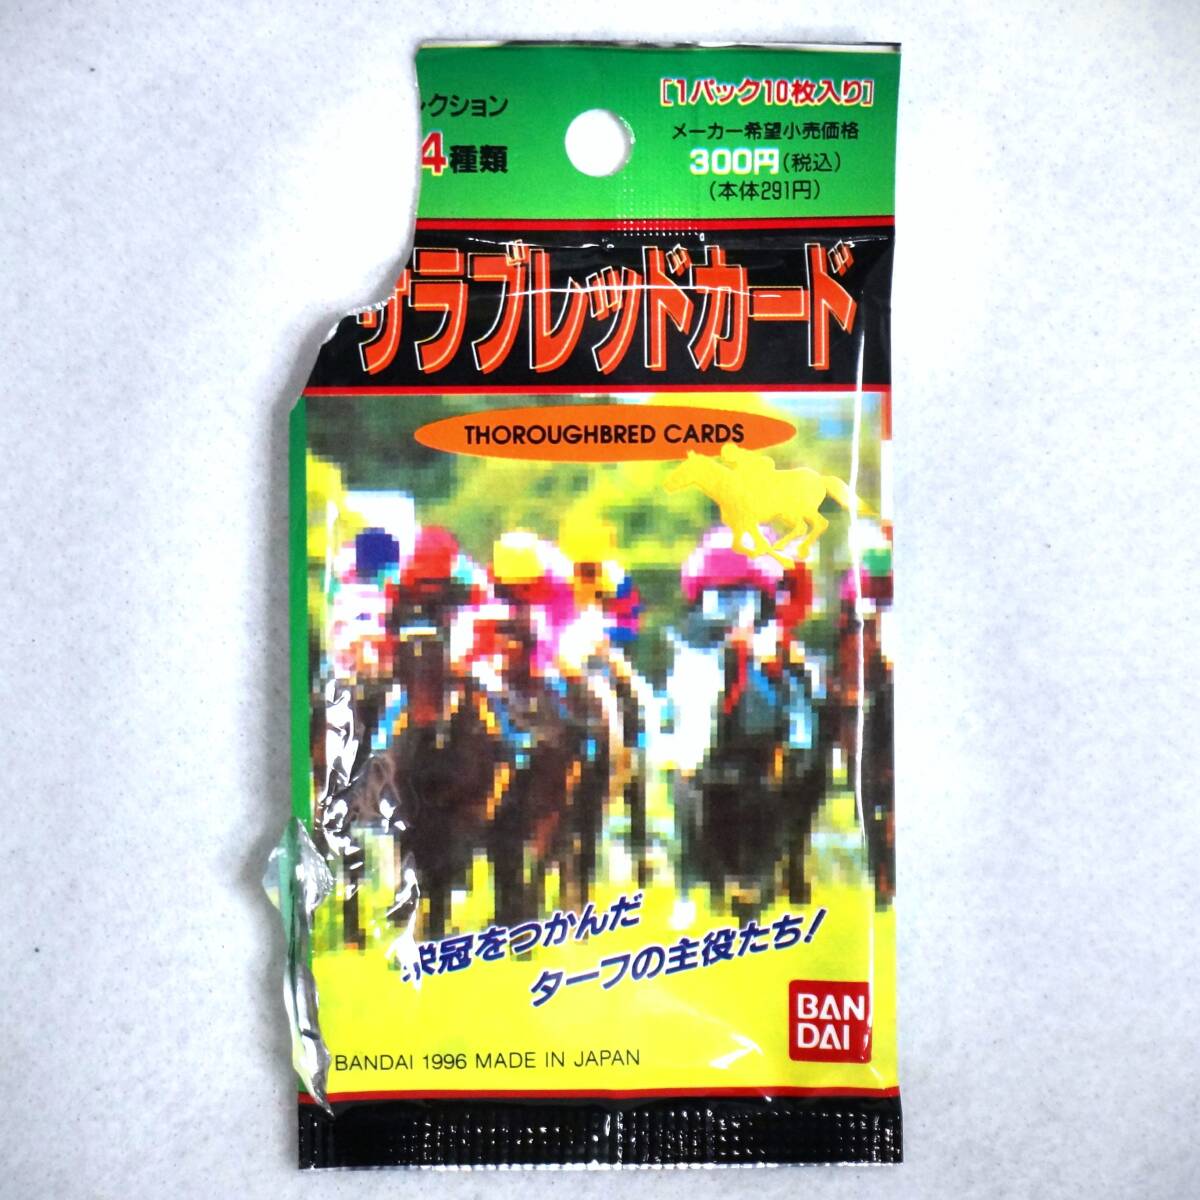 クション
4種類
[1パック10枚入り]
メーカー希望小売価格
300円(税込)
(本体291円)
サラブレッドカード
THOROUGHBRED CARDS
栄冠をつかんだ
ターフの主役たち!
BAN
DAI
BANDAI 1996 MADE IN JAPAN